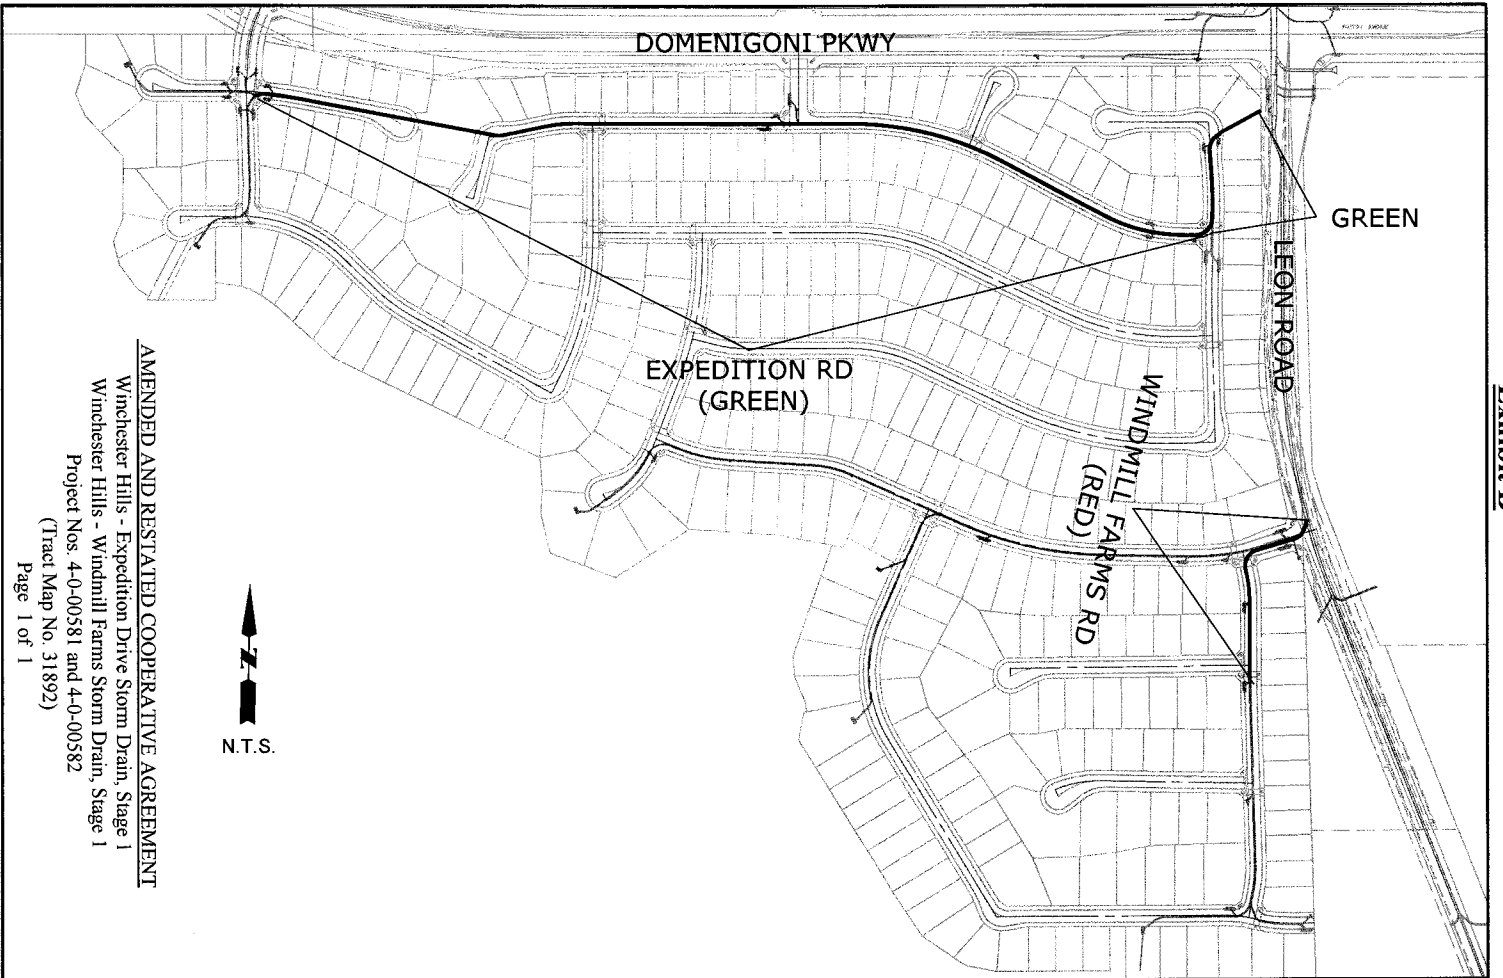 DOMENIGONI PKWY
GREEN
LEON ROAD
EXPEDITION RD
(GREEN)
WINDMILL FARMS RD
(RED)
N
N.T.S.
AMENDED AND RESTATED COOPERATIVE AGREEMENT
Winchester Hills - Expedition Drive Storm Drain, Stage 1
Winchester Hills - Windmill Farms Storm Drain, Stage 1
Project Nos. 4-0-00581 and 4-0-00582
(Tract Map No. 31892)
Page 1 of 1